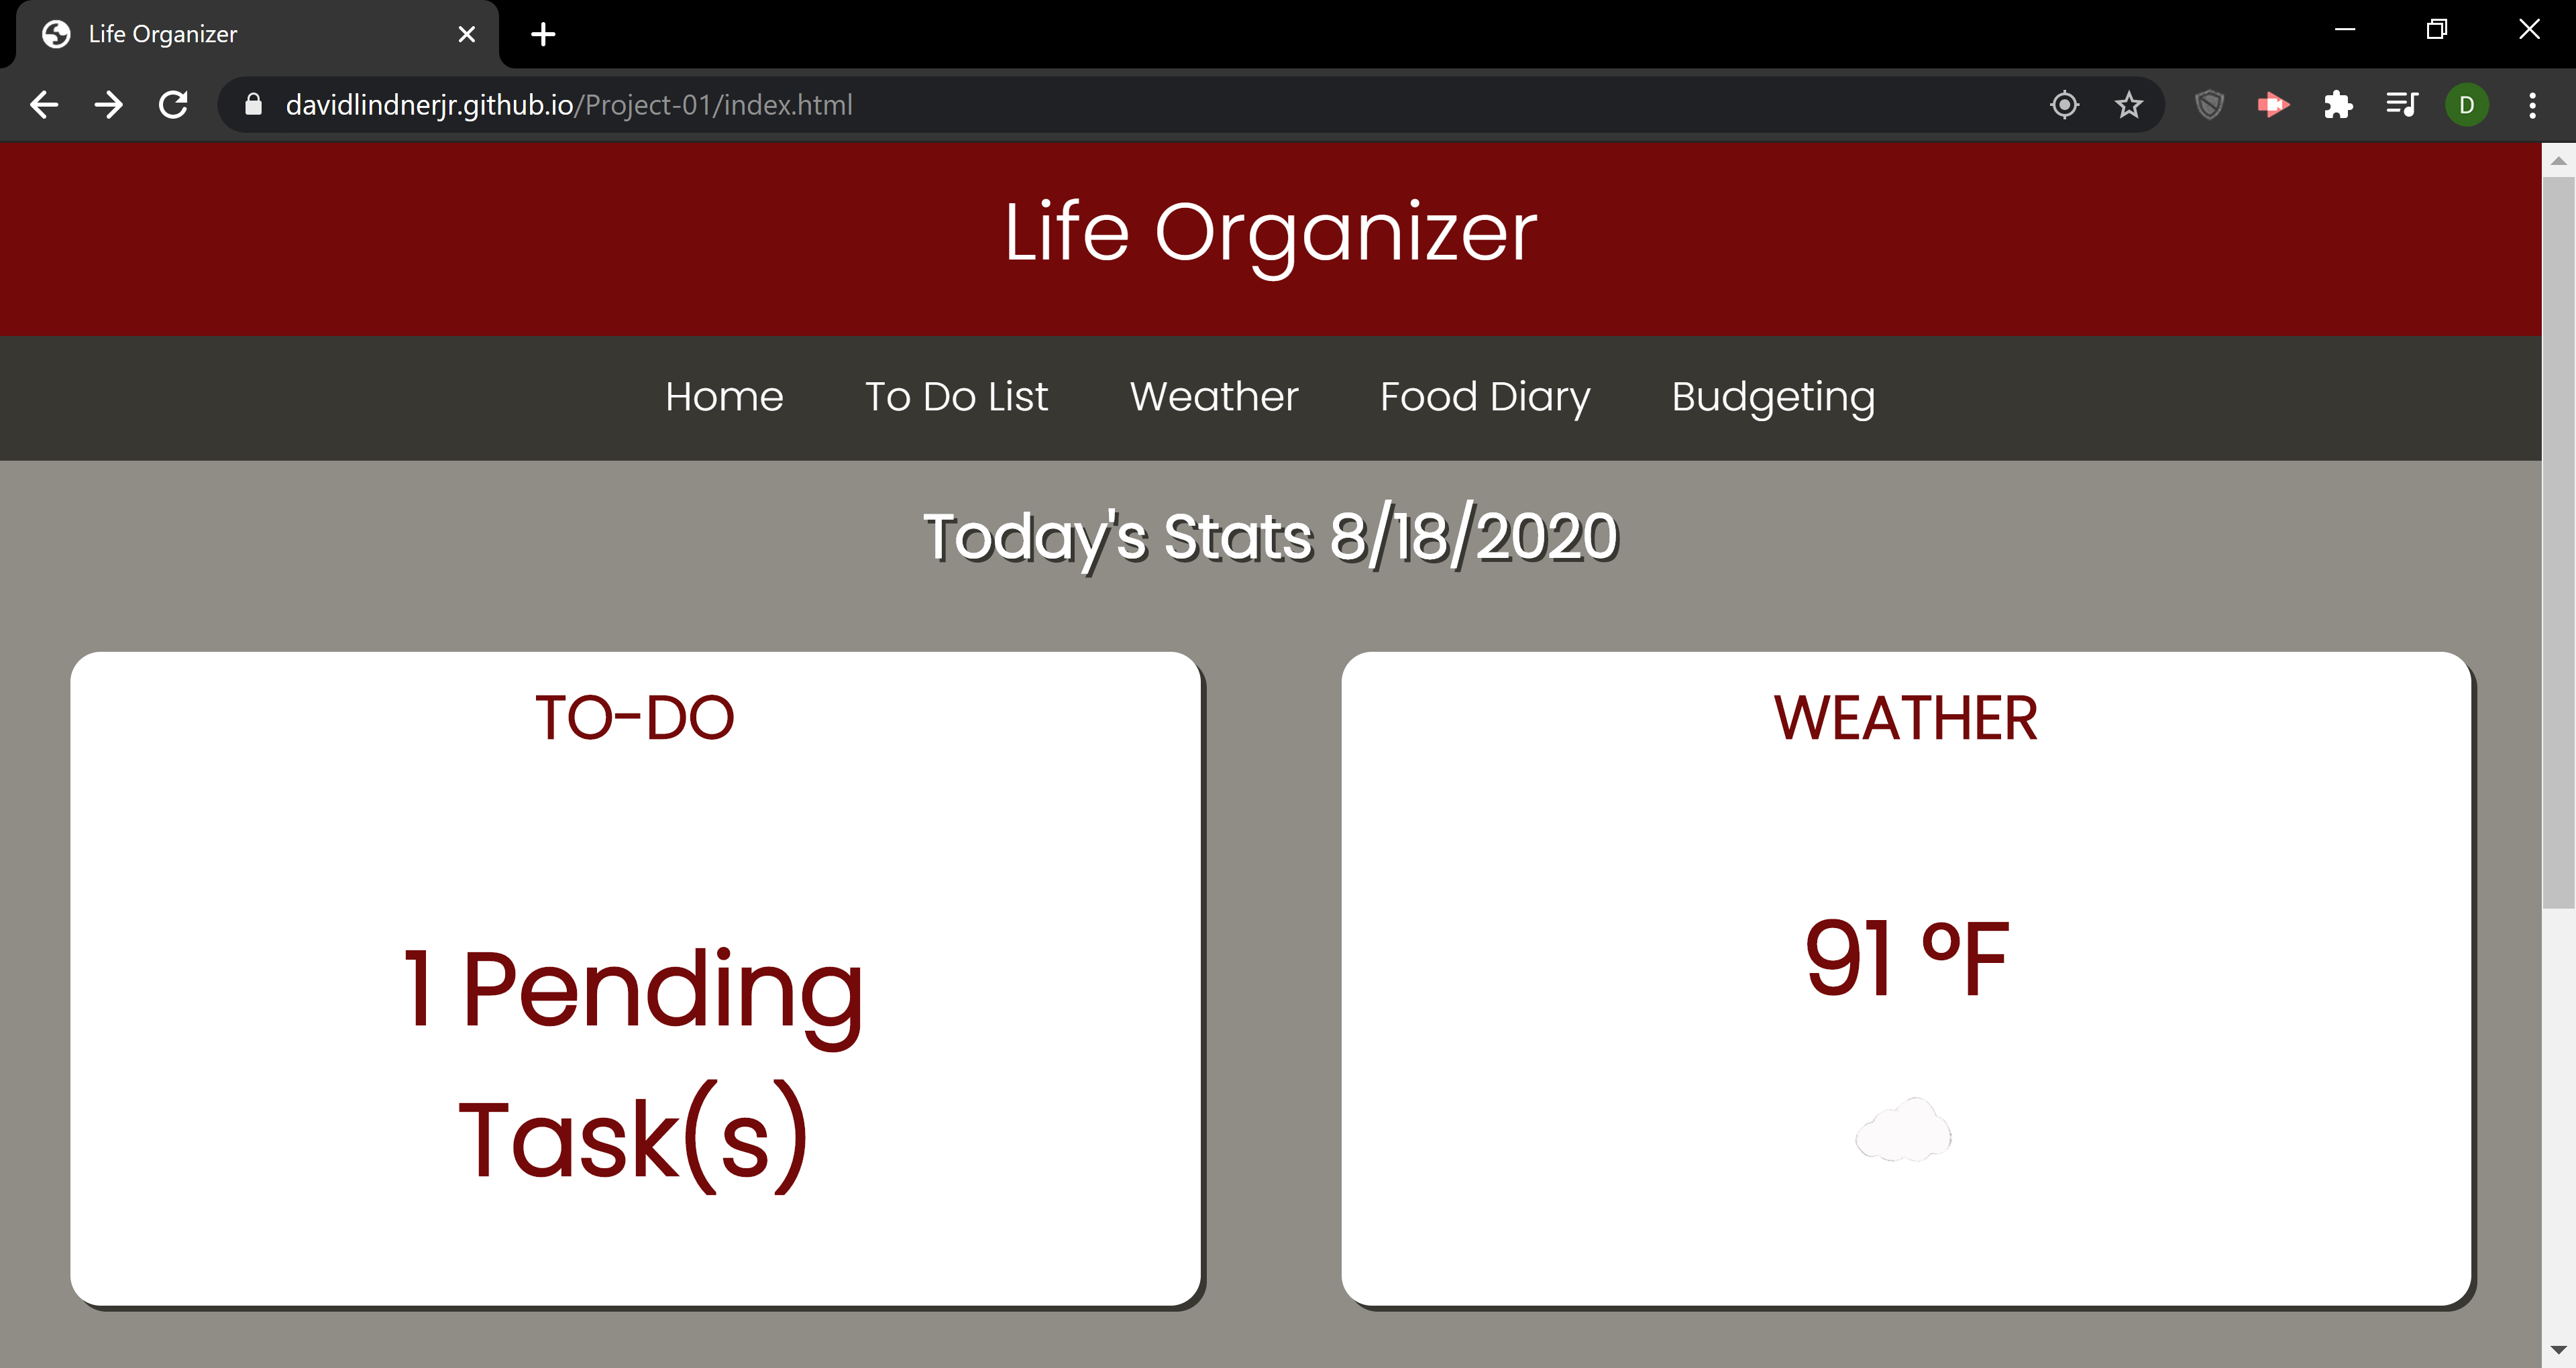 Life Organizer
davidlindnerjr.github.io/Project-01/index.html
D
Life Organizer
Home To Do List Weather Food Diary Budgeting
Today's Stats 8/18/2020
TO-DO
1 Pending
Task(s)
WEATHER
91 °F